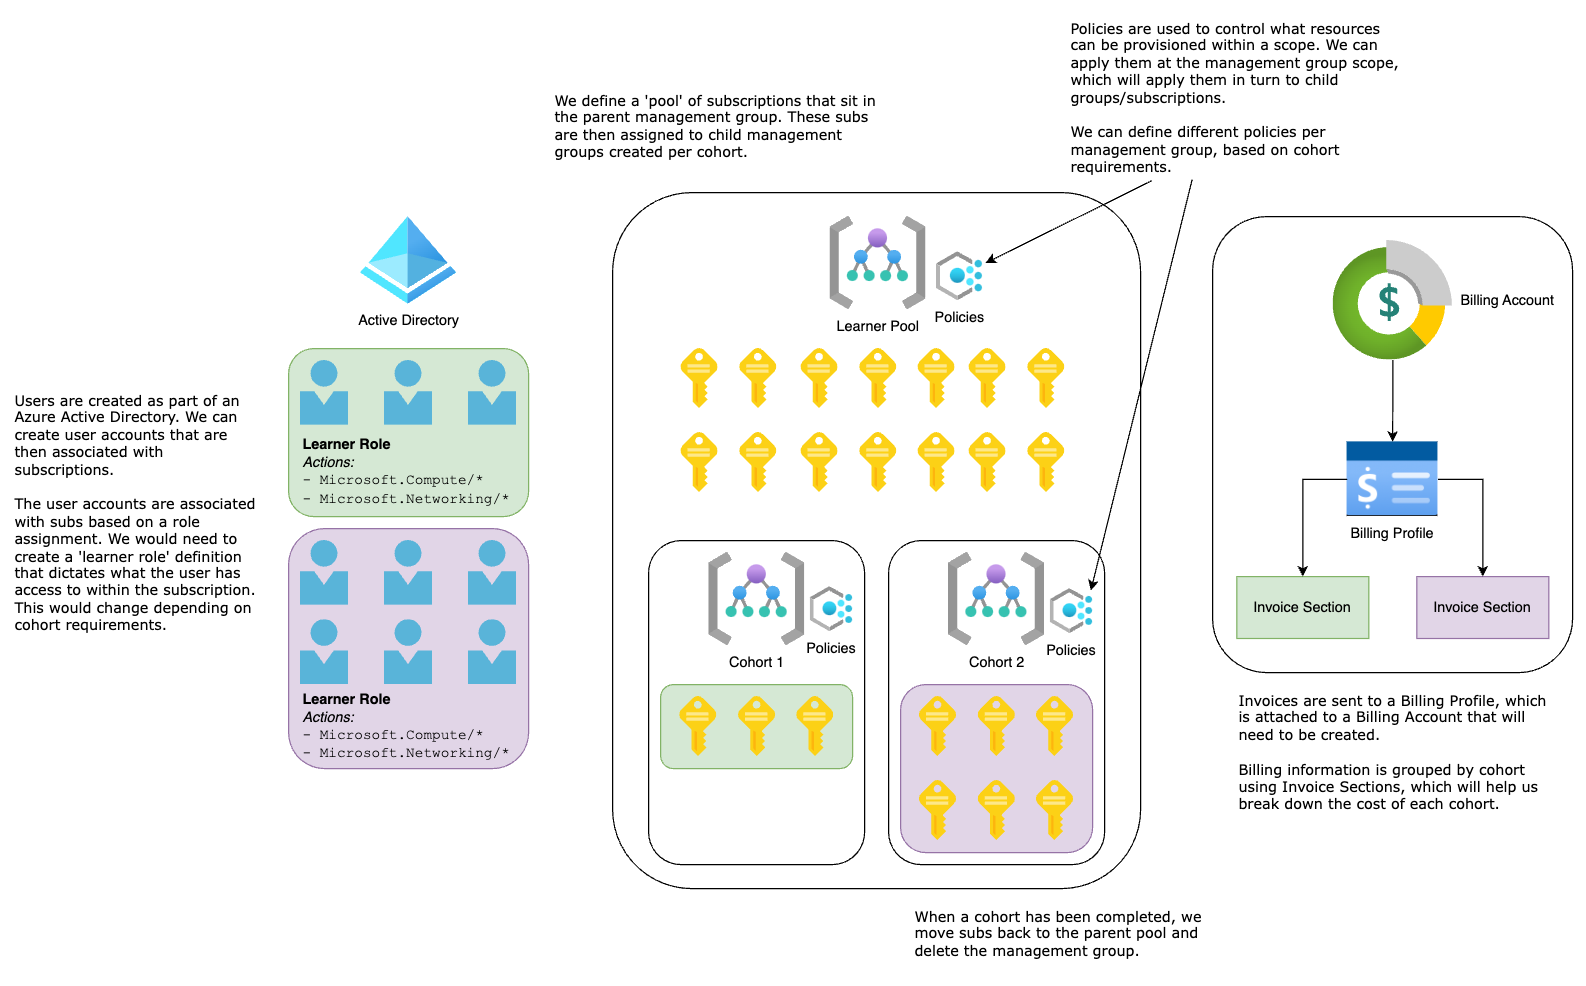 Policies are used to control what resources
can be provisioned within a scope. We can
apply them at the management group scope,
which will apply them in turn to child
groups/subscriptions.
We can define different policies per
management group, based on cohort
requirements.
We define a 'pool' of subscriptions that sit in
the parent management group. These subs
are then assigned to child management
groups created per cohort.
Active Directory
Users are created as part of an
Azure Active Directory. We can
create user accounts that are
then associated with
subscriptions.
The user accounts are associated
with subs based on a role
assignment. We would need to
create a 'learner role' definition
that dictates what the user has
access to within the subscription.
This would change depending on
cohort requirements.
Learner Role
Actions:
- Microsoft.Compute/*
- Microsoft.Networking/*
Learner Role
Actions:
- Microsoft.Compute/*
- Microsoft.Networking/*
Learner Pool
Policies
Cohort 1
Policies
Cohort 2
Policies
When a cohort has been completed, we
move subs back to the parent pool and
delete the management group.
$
Billing Account
$
Billing Profile
Invoice Section
Invoice Section
Invoices are sent to a Billing Profile, which
is attached to a Billing Account that will
need to be created.
Billing information is grouped by cohort
using Invoice Sections, which will help us
break down the cost of each cohort.